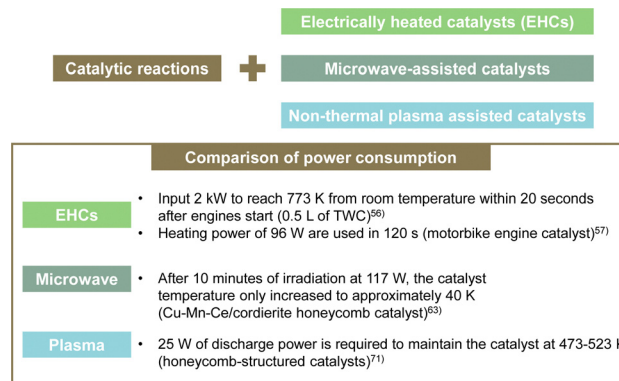 Electrically heated catalysts (EHCs)
Catalytic reactions + Microwave-assisted catalysts
Non-thermal plasma assisted catalysts
Comparison of power consumption
EHCs
• Input 2 kW to reach 773 K from room temperature within 20 seconds
after engines start (0.5 L of TWC)56)
• Heating power of 96 W are used in 120 s (motorbike engine catalyst)57)
Microwave
• After 10 minutes of irradiation at 117 W, the catalyst
temperature only increased to approximately 40 K
(Cu-Mn-Ce/cordierite honeycomb catalyst)63)
Plasma
• 25 W of discharge power is required to maintain the catalyst at 473-523 K
(honeycomb-structured catalysts)71)